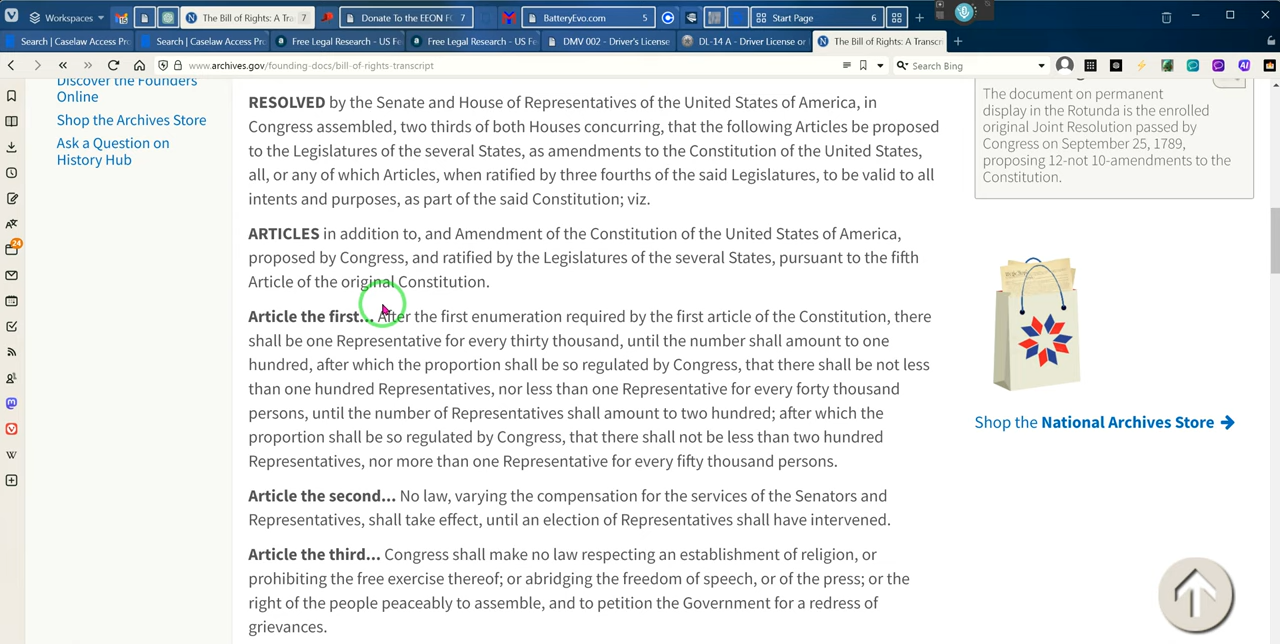 Workspaces
The Bill of Rights: A Tra 7
Donate To the EEON F 7
BatteryEvo.com 5
Start Page 6
Search | Caselaw Access Pr
Search | Caselaw Access Pr
Free Legal Research - US F
Free Legal Research - US F
DMV 002 - Driver's License
DL-14 A - Driver License or
The Bill of Rights: A Transcr
www.archives.gov/founding-docs/bill-of-rights-transcript
Search Bing
24
Discover the Founders
Online
Shop the Archives Store
Ask a Question on
History Hub
RESOLVED by the Senate and House of Representatives of the United States of America, in
Congress assembled, two thirds of both Houses concurring, that the following Articles be proposed
to the Legislatures of the several States, as amendments to the Constitution of the United States,
all, or any of which Articles, when ratified by three fourths of the said Legislatures, to be valid to all
intents and purposes, as part of the said Constitution; viz.
ARTICLES in addition to, and Amendment of the Constitution of the United States of America,
proposed by Congress, and ratified by the Legislatures of the several States, pursuant to the fifth
Article of the original Constitution.
Article the first... After the first enumeration required by the first article of the Constitution, there
shall be one Representative for every thirty thousand, until the number shall amount to one
hundred, after which the proportion shall be so regulated by Congress, that there shall be not less
than one hundred Representatives, nor less than one Representative for every forty thousand
persons, until the number of Representatives shall amount to two hundred; after which the
proportion shall be so regulated by Congress, that there shall not be less than two hundred
Representatives, nor more than one Representative for every fifty thousand persons.
Article the second... No law, varying the compensation for the services of the Senators and
Representatives, shall take effect, until an election of Representatives shall have intervened.
Article the third... Congress shall make no law respecting an establishment of religion, or
prohibiting the free exercise thereof; or abridging the freedom of speech, or of the press; or the
right of the people peaceably to assemble, and to petition the Government for a redress of
grievances.
The document on permanent
display in the Rotunda is the enrolled
original Joint Resolution passed by
Congress on September 25, 1789,
proposing 12-not 10-amendments to the
Constitution.
Shop the National Archives Store